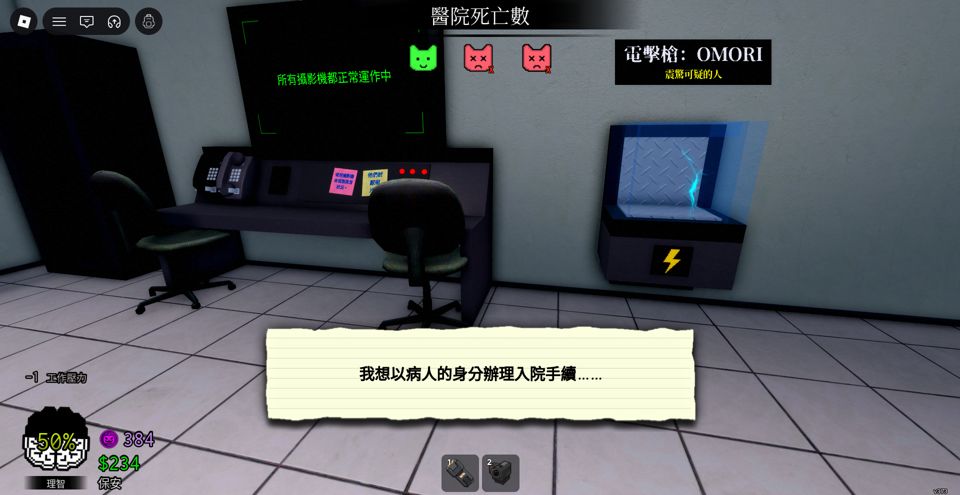 醫院死亡數
電擊槍: OMORI
震驚可疑的人
所有攝影機都正常運作中
我想以病人的身分辦理入院手續......
-1 工作壓力
50%
384
$234
理智
保安
1
2